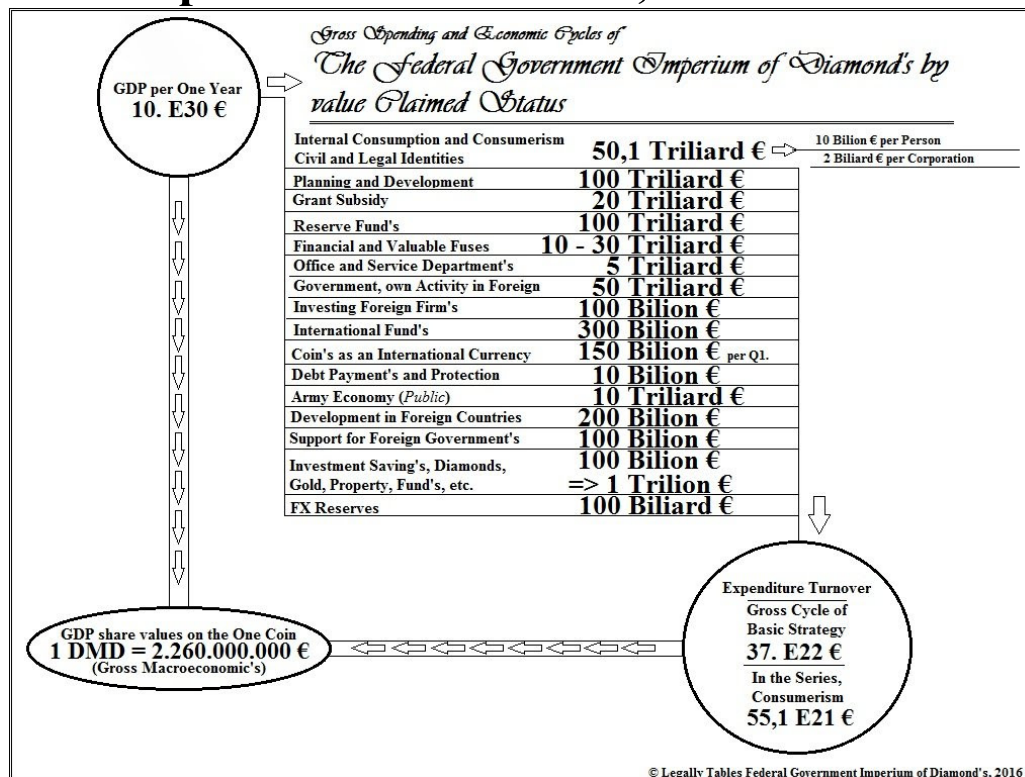 GDP per One Year
10. E30 €
Gross Spending and Economic Cycles of
The Federal Government Imperium of Diamond's by
value Claimed Status
Internal Consumption and Consumerism
Civil and Legal Identities 50,1 Triliard €
10 Bilion € per Person
2 Biliard € per Corporation
Planning and Development 100 Triliard €
Grant Subsidy 20 Triliard €
Reserve Fund's 100 Triliard €
Financial and Valuable Fuses 10 - 30 Triliard €
Office and Service Department's 5 Triliard €
Government, own Activity in Foreign 50 Triliard €
Investing Foreign Firm's 100 Bilion €
International Fund's 300 Bilion €
Coin's as an International Currency 150 Bilion € per Q1.
Debt Payment's and Protection 10 Bilion €
Army Economy (Public) 10 Triliard €
Development in Foreign Countries 200 Bilion €
Support for Foreign Government's 100 Bilion €
Investment Saving's, Diamonds, 100 Bilion €
Gold, Property, Fund's, etc. => 1 Trilion €
FX Reserves 100 Biliard €
Expenditure Turnover
Gross Cycle of
Basic Strategy
37. E22 €
In the Series,
Consumerism
55,1 E21 €
GDP share values on the One Coin
1 DMD = 2.260.000.000 €
(Gross Macroeconomic's)
© Legally Tables Federal Government Imperium of Diamond's, 2016